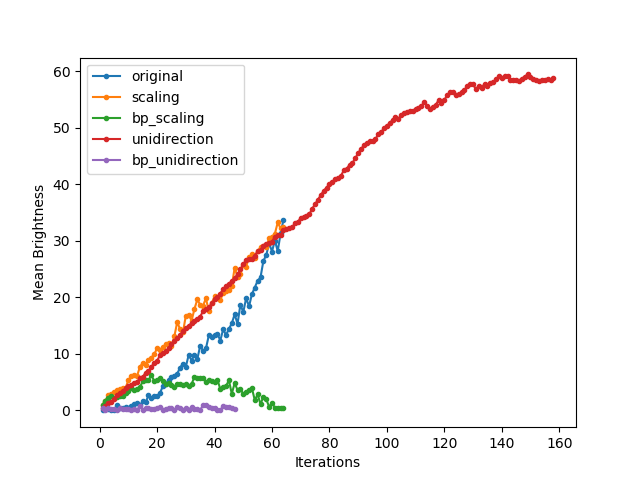 original
scaling
bp_scaling
unidirection
bp_unidirection
60
50
40
30
20
10
0
Mean Brightness
0 20 40 60 80 100 120 140 160
Iterations